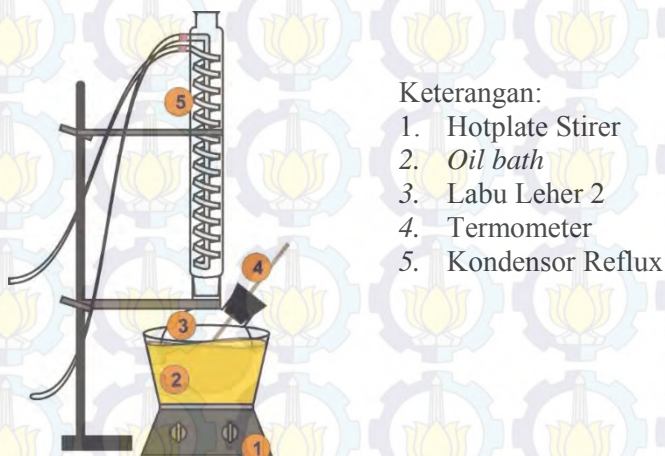 Keterangan:
1. Hotplate Stirer
2. Oil bath
3. Labu Leher 2
4. Termometer
5. Kondensor Reflux
5
4
3
2
1